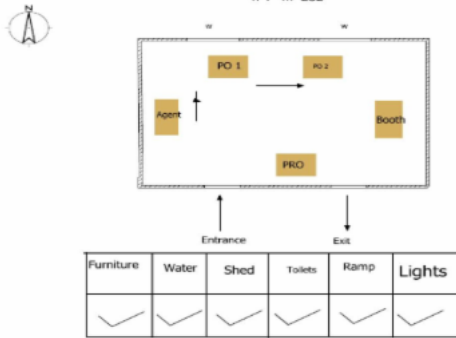 N
W W
PO 1 PO 2
Agent Booth
PRO
Entrance Exit
Furniture Water Shed Toilets Ramp Lights